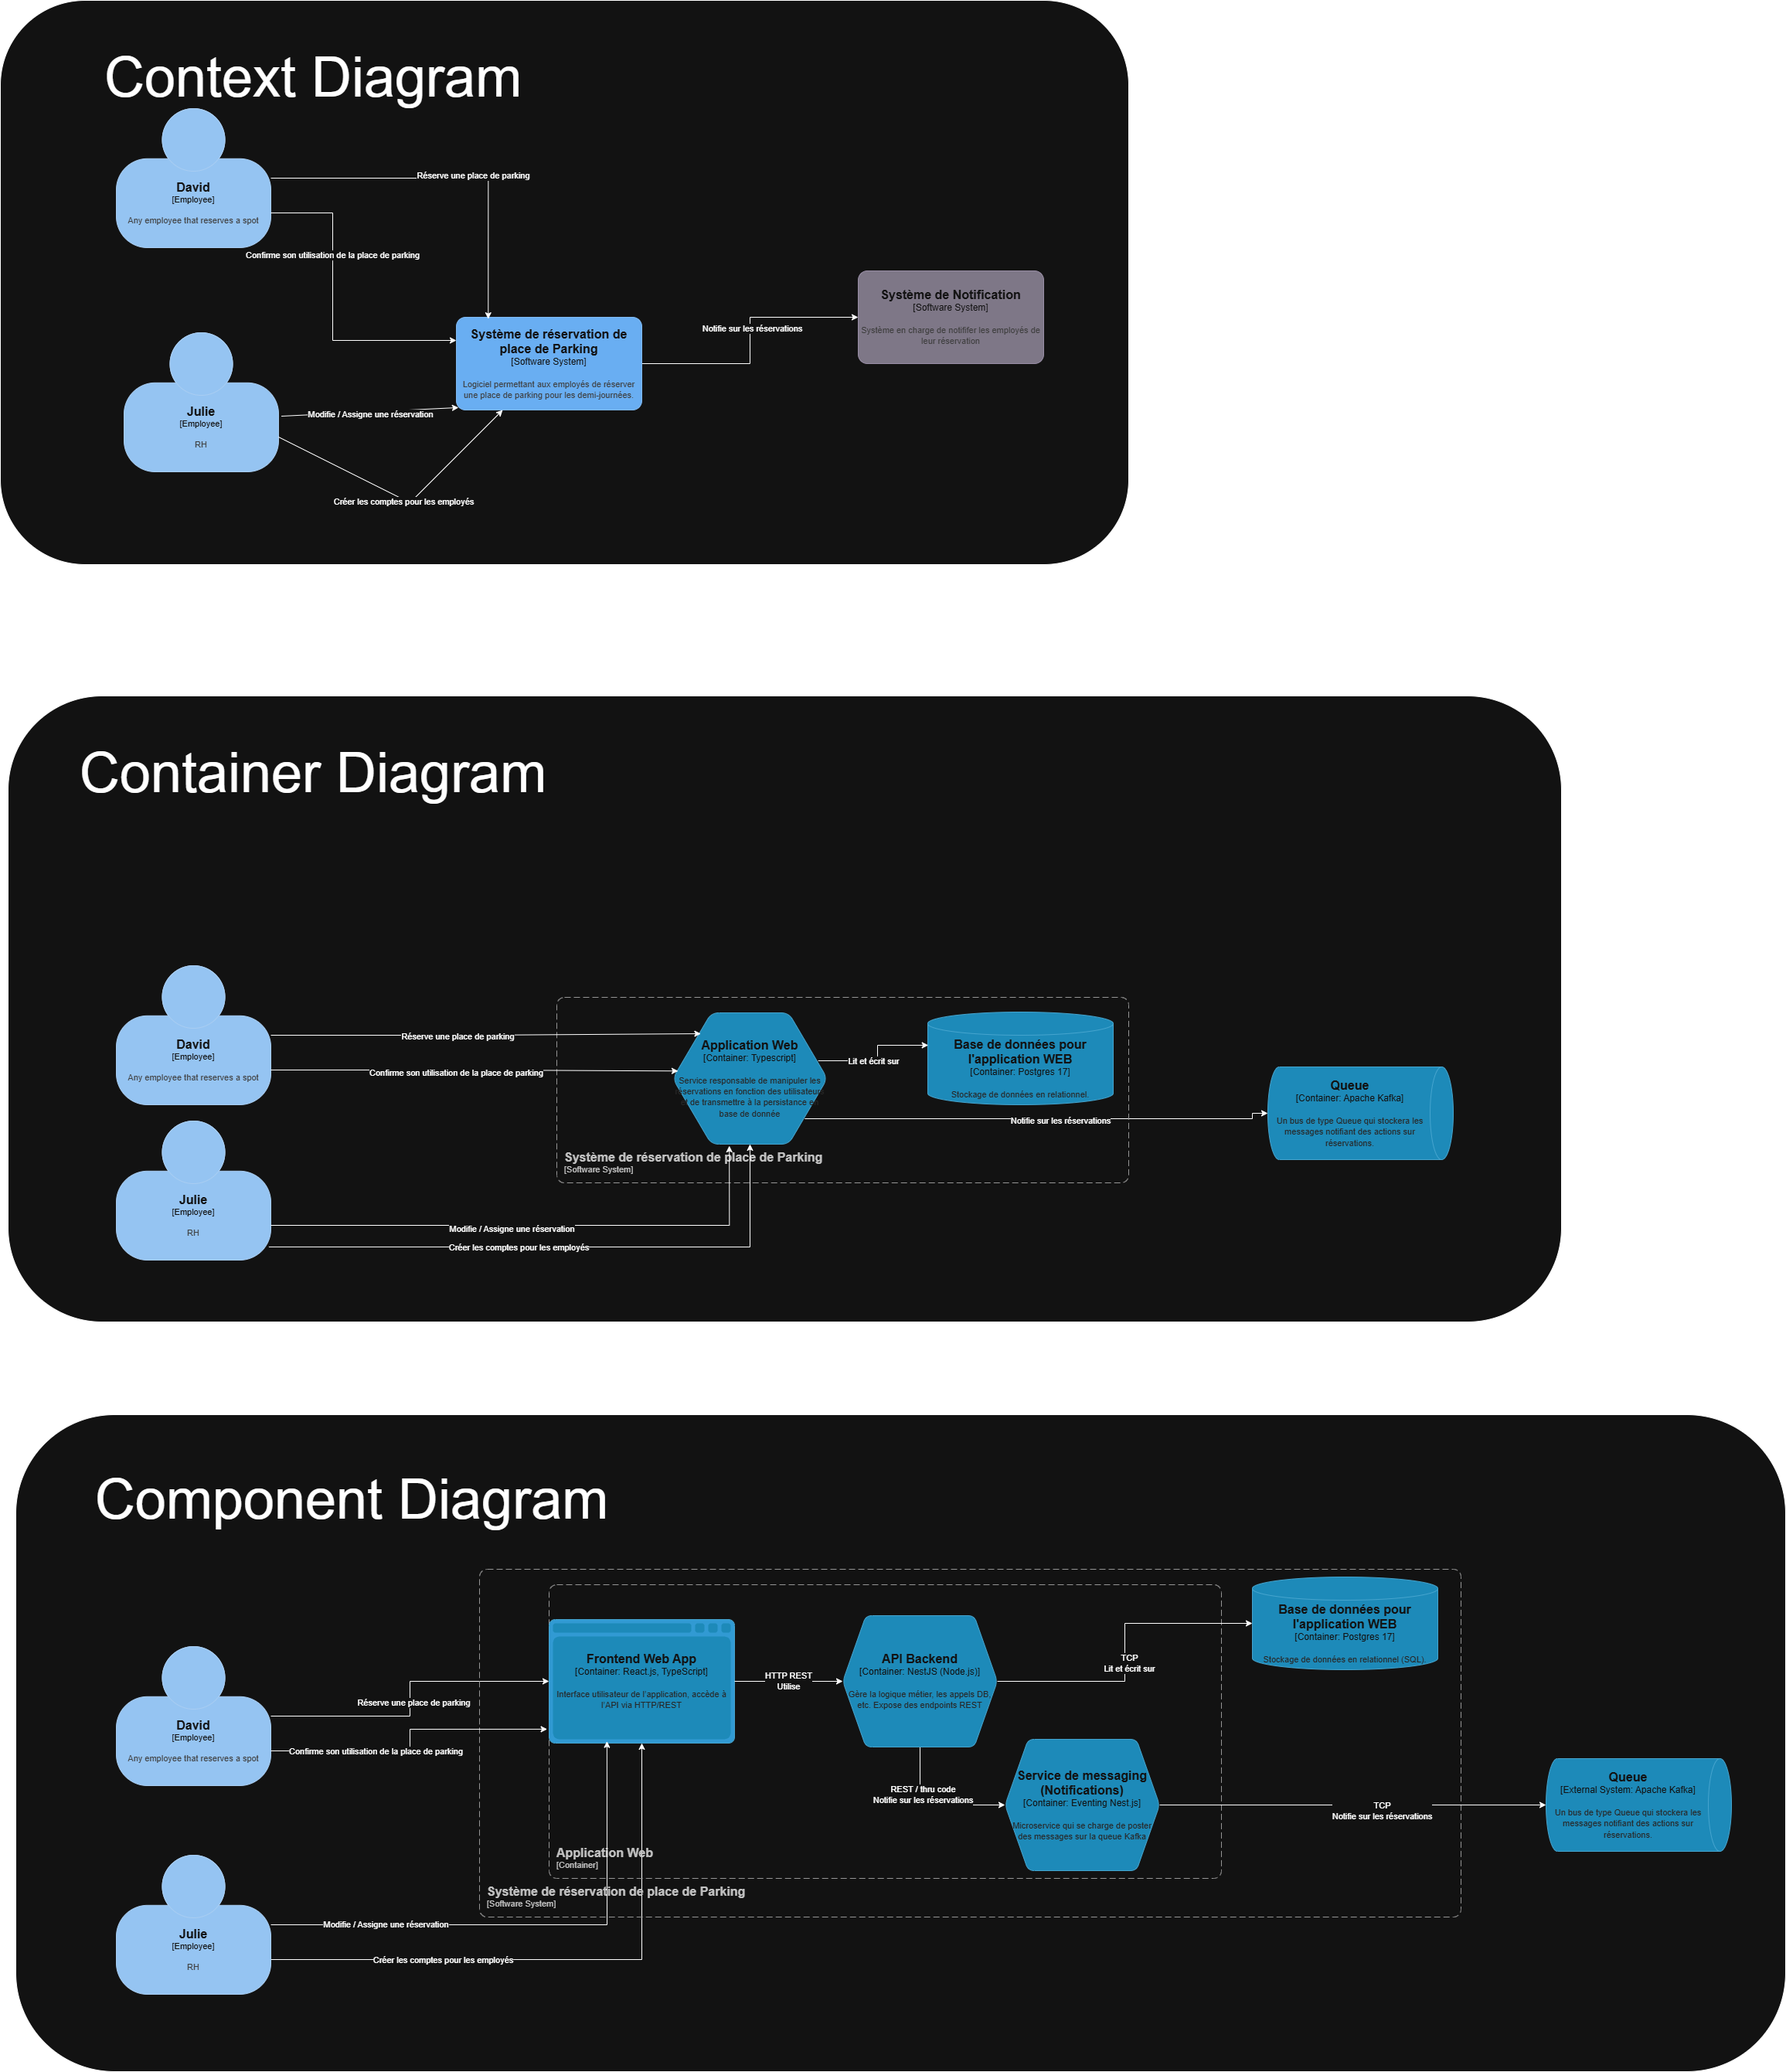 Context Diagram
David
[Employee]
Any employee that reserves a spot
Réserve une place de parking
Confirme son utilisation de la place de parking
Julie
[Employee]
RH
Modifie / Assigne une réservation
Créer les comptes pour les employés
Système de réservation de
place de Parking
[Software System]
Logiciel permettant aux employés de réserver
une place de parking pour les demi-journées.
Notifie sur les réservations
Système de Notification
[Software System]
Système en charge de notififer les employés de
leur réservation
Container Diagram
David
[Employee]
Any employee that reserves a spot
Réserve une place de parking
Confirme son utilisation de la place de parking
Julie
[Employee]
RH
Modifie / Assigne une réservation
Créer les comptes pour les employés
Application Web
[Container: Typescript]
Service responsable de manipuler les
réservations en fonction des utilisateurs
et de transmettre à la persistance en
base de donnée
Lit et écrit sur
Base de données pour
l'application WEB
[Container: Postgres 17]
Stockage de données en relationnel.
Notifie sur les réservations
Système de réservation de place de Parking
[Software System]
Queue
[Container: Apache Kafka]
Un bus de type Queue qui stockera les
messages notifiant des actions sur
réservations.
Component Diagram
David
[Employee]
Any employee that reserves a spot
Réserve une place de parking
Confirme son utilisation de la place de parking
Julie
[Employee]
RH
Modifie / Assigne une réservation
Créer les comptes pour les employés
Frontend Web App
[Container: React.js, TypeScript]
Interface utilisateur de l'application, accède à
l'API via HTTP/REST
HTTP REST
Utilise
API Backend
[Container: NestJS (Node.js)]
Gère la logique métier, les appels DB,
etc. Expose des endpoints REST
TCP
Lit et écrit sur
Base de données pour
l'application WEB
[Container: Postgres 17]
Stockage de données en relationnel (SQL).
REST / thru code
Notifie sur les réservations
Service de messaging
(Notifications)
[Container: Eventing Nest.js]
Microservice qui se charge de poster
des messages sur la queue Kafka
TCP
Notifie sur les réservations
Queue
[External System: Apache Kafka]
Un bus de type Queue qui stockera les
messages notifiant des actions sur
réservations.
Application Web
[Container]
Système de réservation de place de Parking
[Software System]